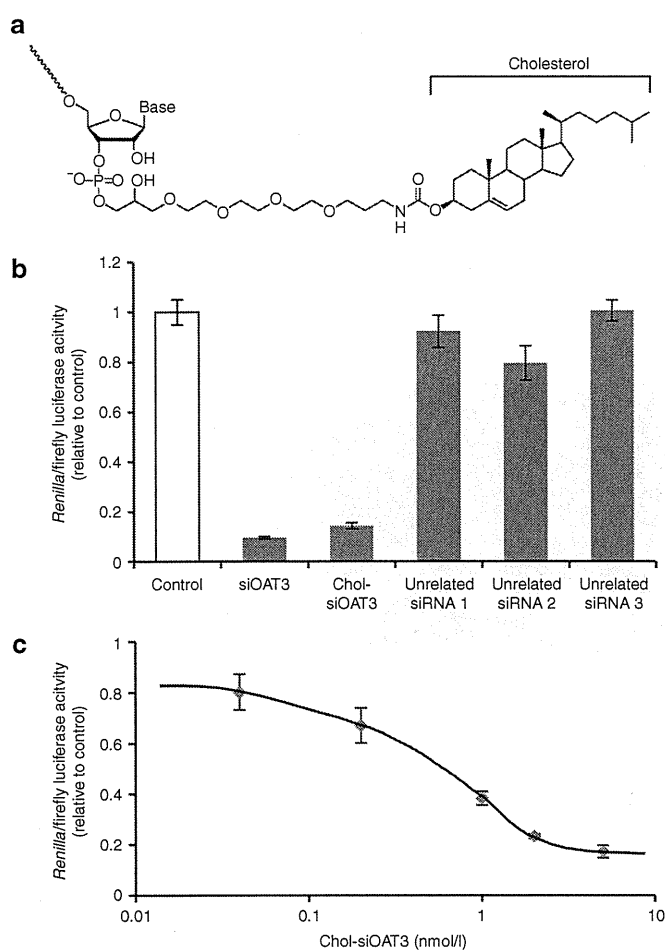 a
Cholesterol
O
O
Base
O
OH
⁻O–P=O
OH
O
O
O
O
O
N
H
O
O
b
Renilla/firefly luciferase acitvity
(relative to control)
1.2
1
0.8
0.6
0.4
0.2
0
Control
siOAT3
Chol-
siOAT3
Unrelated
siRNA 1
Unrelated
siRNA 2
Unrelated
siRNA 3
c
Renilla/firefly luciferase acitvity
(relative to control)
1
0.8
0.6
0.4
0.2
0
0.01
0.1
1
10
Chol-siOAT3 (nmol/l)